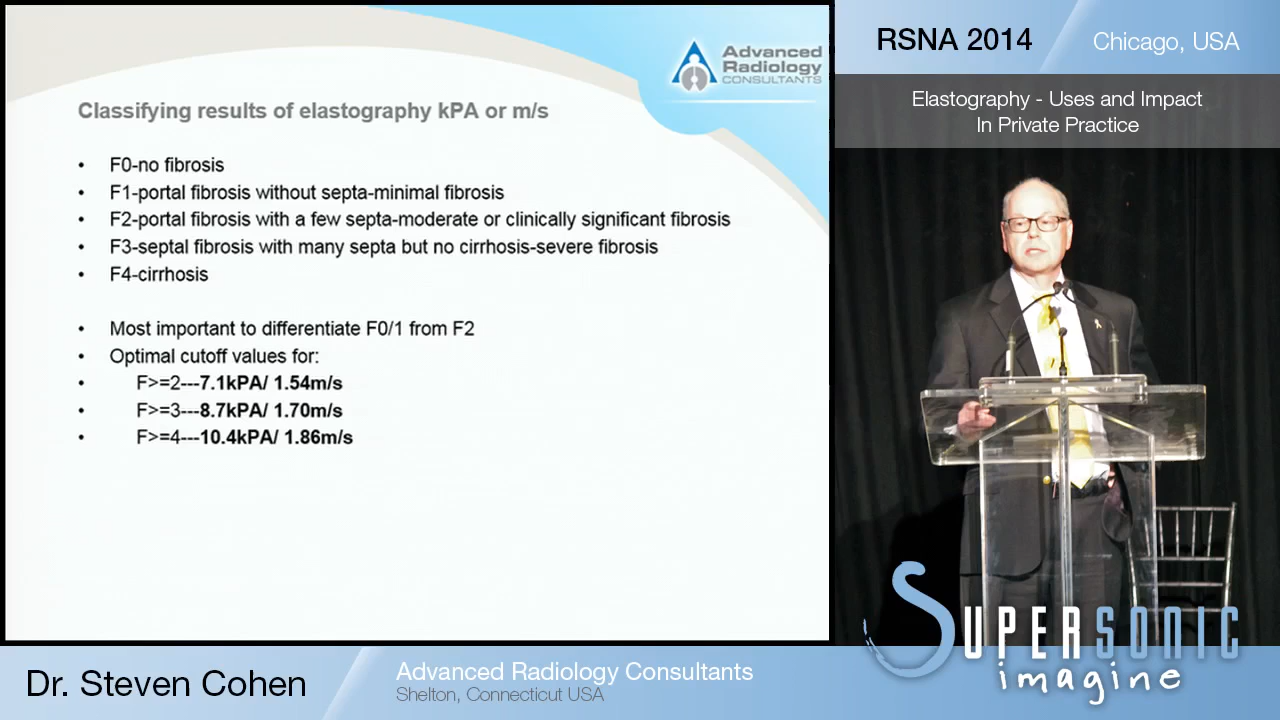 Advanced
Radiology
CONSULTANTS
Classifying results of elastography kPA or m/s
• F0-no fibrosis
• F1-portal fibrosis without septa-minimal fibrosis
• F2-portal fibrosis with a few septa-moderate or clinically significant fibrosis
• F3-septal fibrosis with many septa but no cirrhosis-severe fibrosis
• F4-cirrhosis
• Most important to differentiate F0/1 from F2
• Optimal cutoff values for:
• F>=2---7.1kPA/ 1.54m/s
• F>=3---8.7kPA/ 1.70m/s
• F>=4---10.4kPA/ 1.86m/s
RSNA 2014 Chicago, USA
Elastography - Uses and Impact
In Private Practice
SUPERSONIC
imagine
Dr. Steven Cohen
Advanced Radiology Consultants
Shelton, Connecticut USA